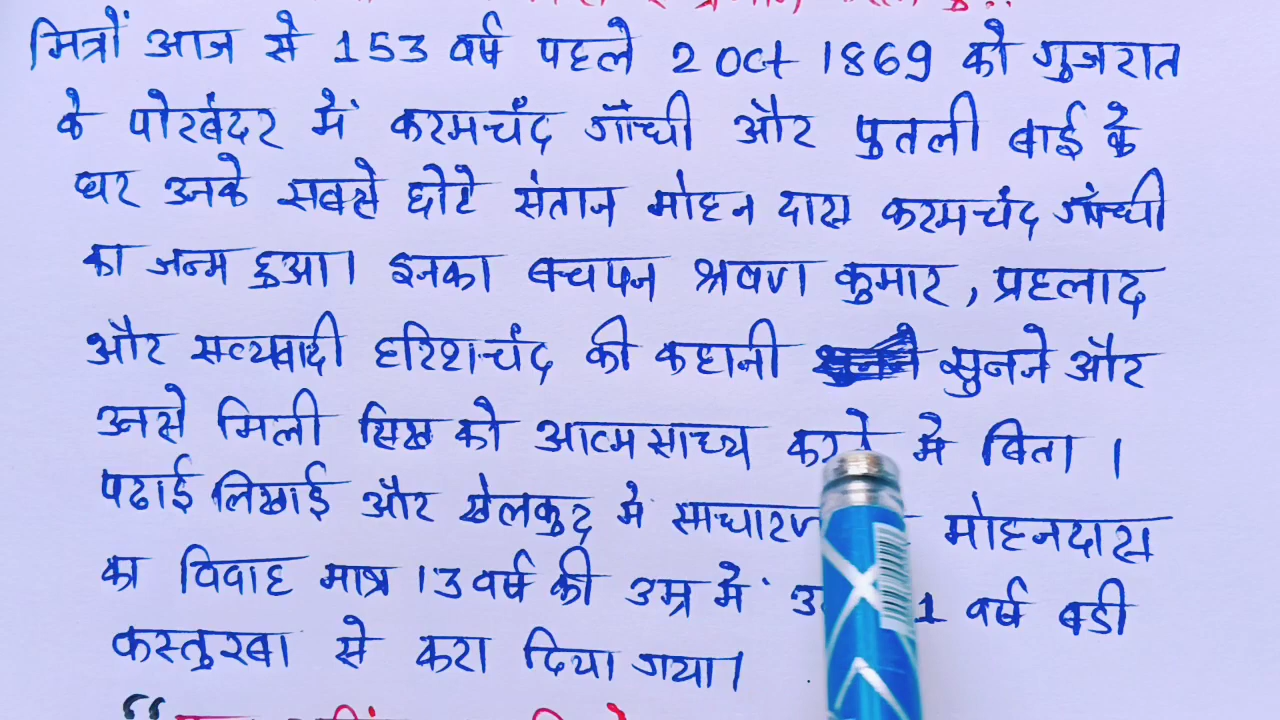 मित्रों आज से 153 वर्ष पहले 2 Oct 1869 को गुजरात
के पोरबंदर में करमचंद गाँधी और पुतली बाई के
घर उनके सबसे छोटे संतान मोहन दास करमचंद गाँधी
का जन्म हुआ। इनका बचपन श्रवण कुमार, प्रहलाद
और सत्यवादी हरिशचंद की कहानी सुनने और
उनसे मिली सिख को आत्मसाध्य करने मे बिता ।
पढाई लिखाई और खेलकुद मे साधारण मोहनदास
का विवाह मात्र 13 वर्ष की उम्र मे 1 वर्ष बडी
कस्तुरबा से करा दिया गया।